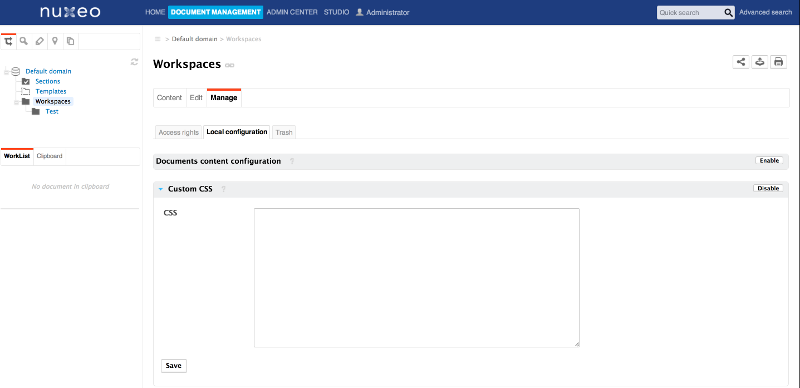 nuxeo HOME DOCUMENT MANAGEMENT ADMIN CENTER STUDIO Administrator Quick search Advanced search
> Default domain > Workspaces
Workspaces
Default domain
Sections
Templates
Workspaces
Test
Content Edit Manage
Access rights Local configuration Trash
WorkList Clipboard
No document in clipboard
Documents content configuration ? Enable
Custom CSS ? Disable
CSS
Save